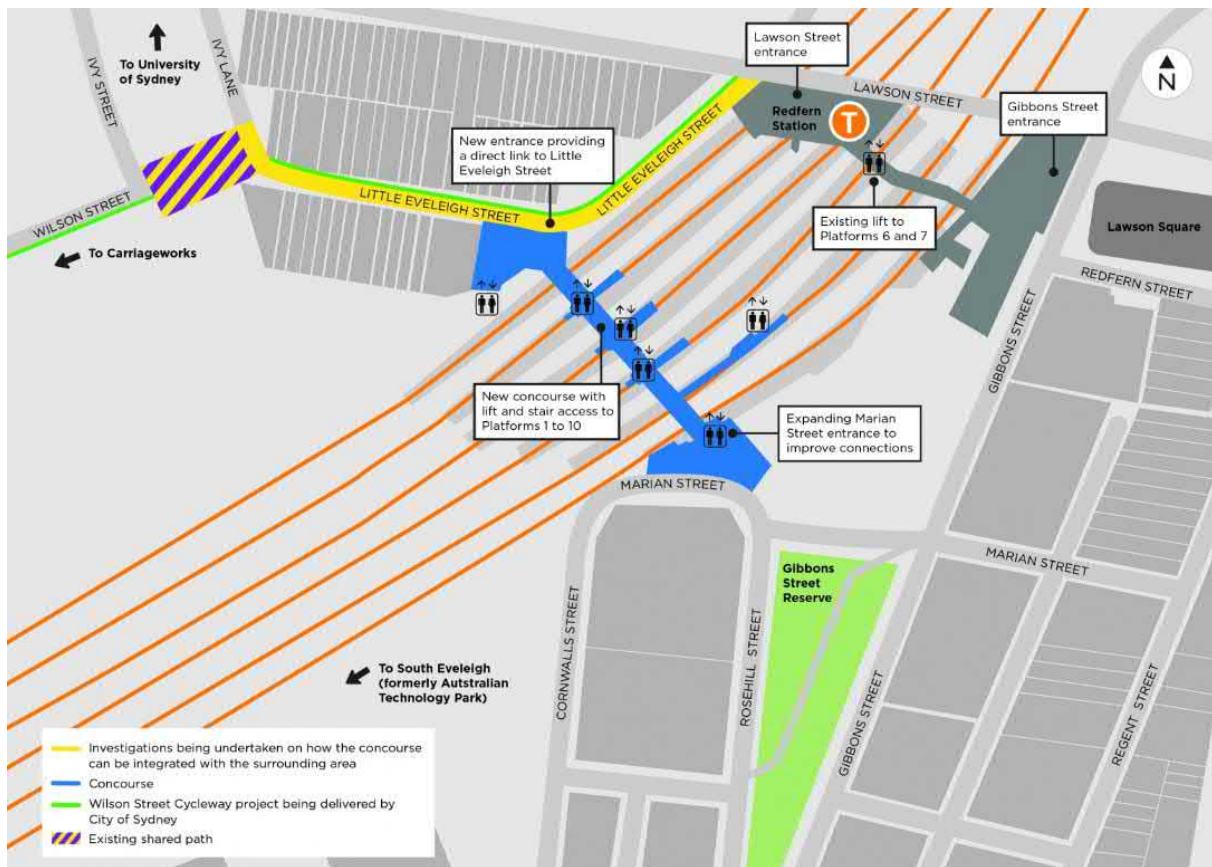 To University
of Sydney
IVY STREET
IVY LANE
Lawson Street
entrance
LAWSON STREET
N
Redfern
Station
T
Gibbons Street
entrance
New entrance providing
a direct link to Little
Eveleigh Street
LITTLE EVELEIGH STREET
LITTLE EVELEIGH STREET
WILSON STREET
To Carriageworks
Existing lift to
Platforms 6 and 7
Lawson Square
REDFERN STREET
GIBBONS STREET
New concourse with
lift and stair access to
Platforms 1 to 10
Expanding Marian
Street entrance to
improve connections
MARIAN STREET
MARIAN STREET
Gibbons
Street
Reserve
CORNWALLS STREET
ROSEHILL STREET
GIBBONS STREET
REGENT STREET
To South Eveleigh
(formerly Autstralian
Technology Park)
Investigations being undertaken on how the concourse
can be integrated with the surrounding area
Concourse
Wilson Street Cycleway project being delivered by
City of Sydney
Existing shared path